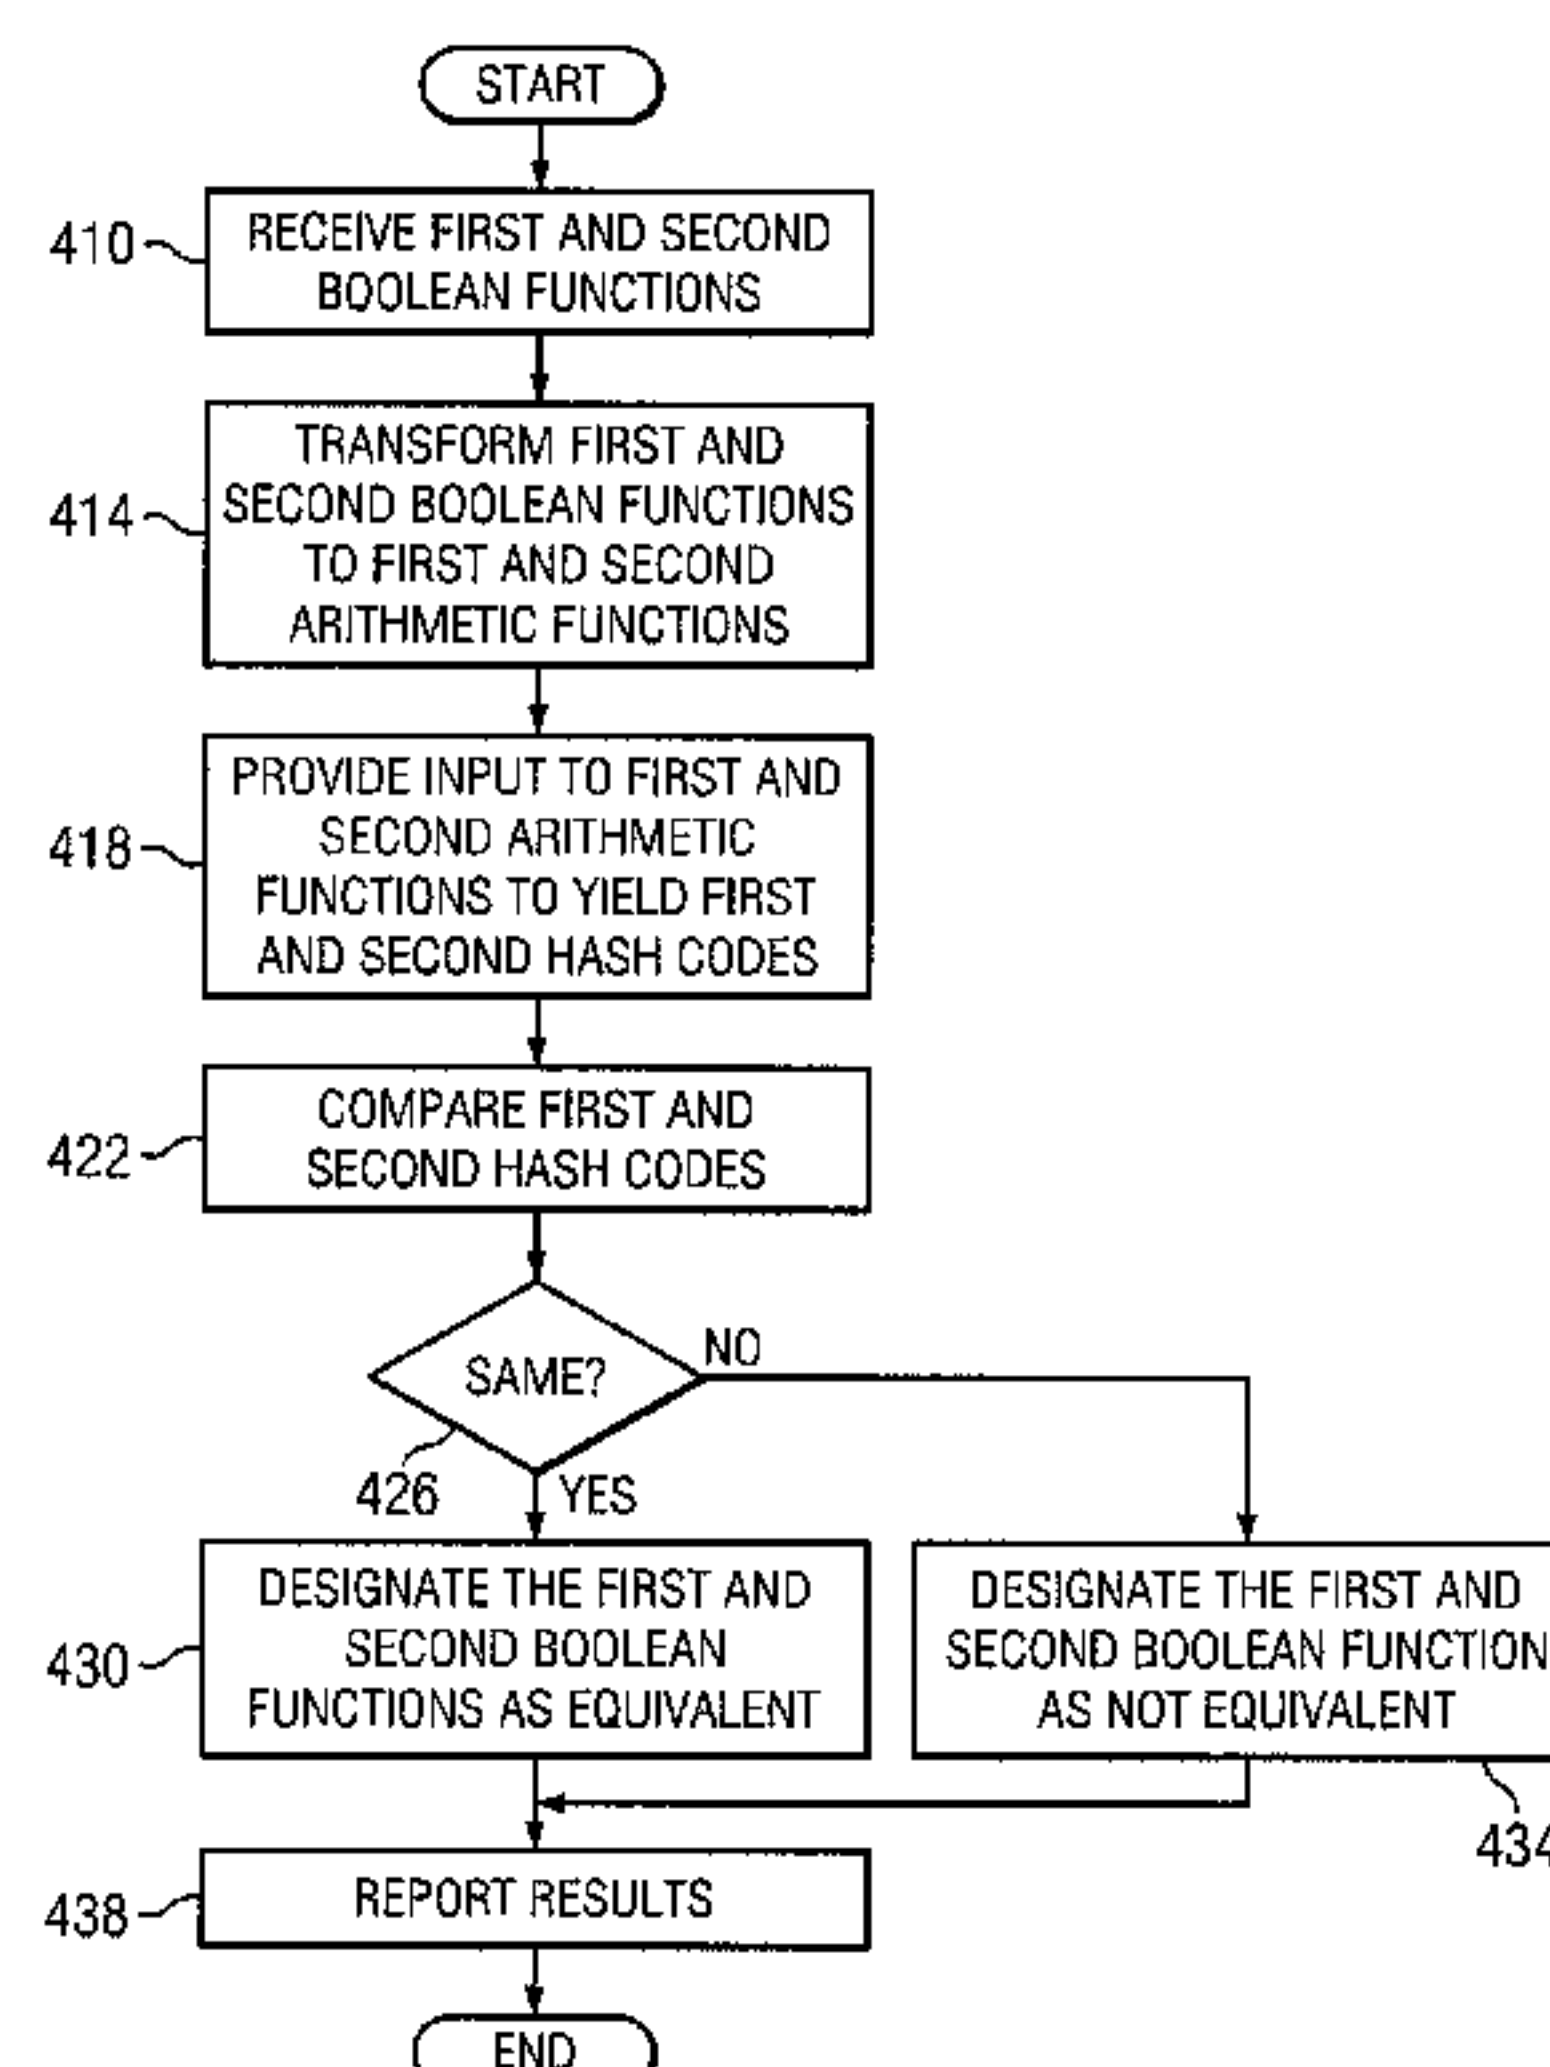 START
410
RECEIVE FIRST AND SECOND
BOOLEAN FUNCTIONS
414
TRANSFORM FIRST AND
SECOND BOOLEAN FUNCTIONS
TO FIRST AND SECOND
ARITHMETIC FUNCTIONS
418
PROVIDE INPUT TO FIRST AND
SECOND ARITHMETIC
FUNCTIONS TO YIELD FIRST
AND SECOND HASH CODES
422
COMPARE FIRST AND
SECOND HASH CODES
SAME?
NO
426
YES
430
DESIGNATE THE FIRST AND
SECOND BOOLEAN
FUNCTIONS AS EQUIVALENT
DESIGNATE THE FIRST AND
SECOND BOOLEAN FUNCTION
AS NOT EQUIVALENT
434
438
REPORT RESULTS
END